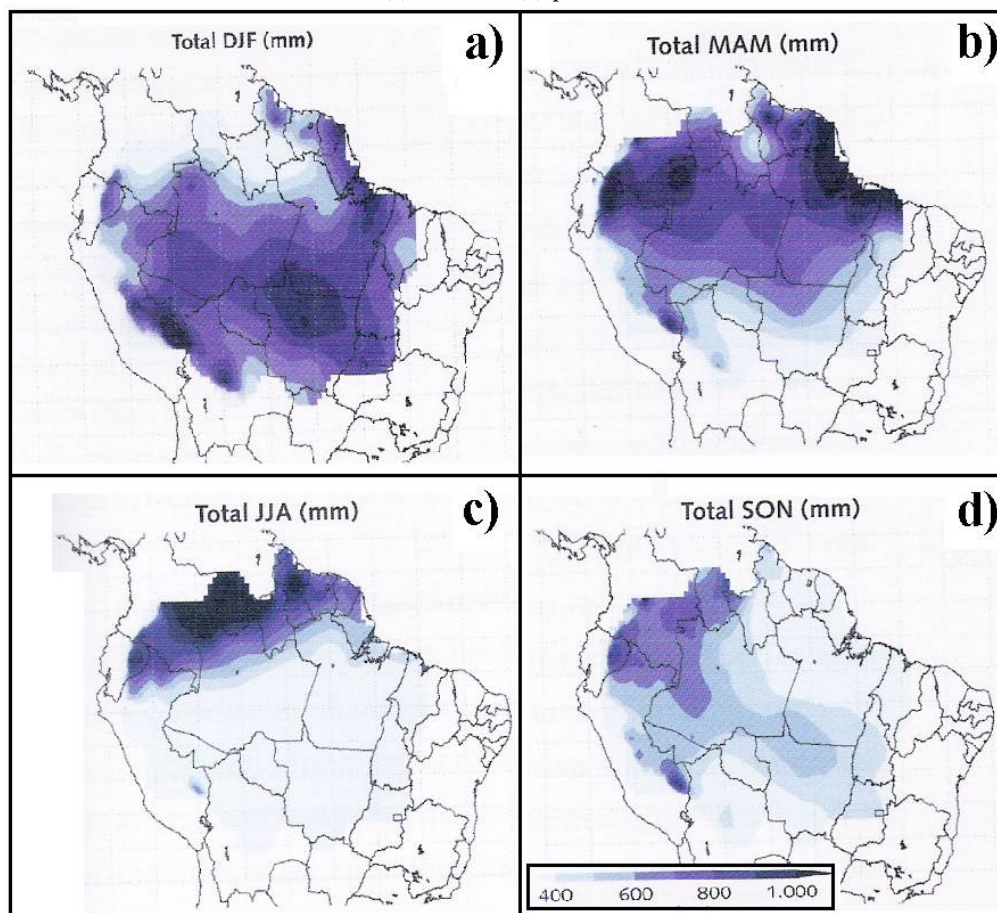 Total DJF (mm)
a)
Total MAM (mm)
b)
Total JJA (mm)
c)
Total SON (mm)
d)
400 600 800 1.000